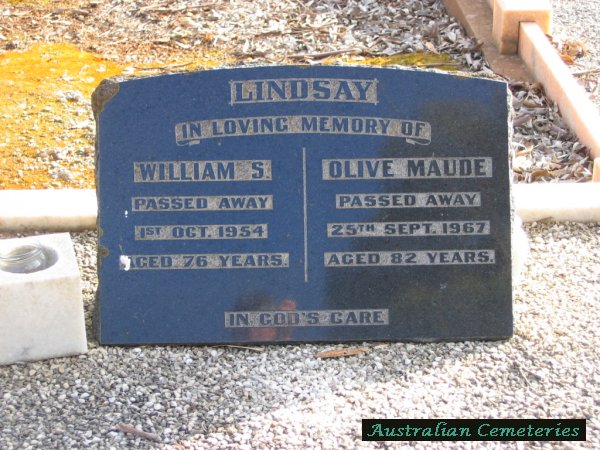 LINDSAY
IN LOVING MEMORY OF
WILLIAM S.
PASSED AWAY
1ST OCT. 1954
AGED 76 YEARS.
OLIVE MAUDE
PASSED AWAY
25TH SEPT. 1967
AGED 82 YEARS.
IN GOD'S CARE
Australian Cemeteries